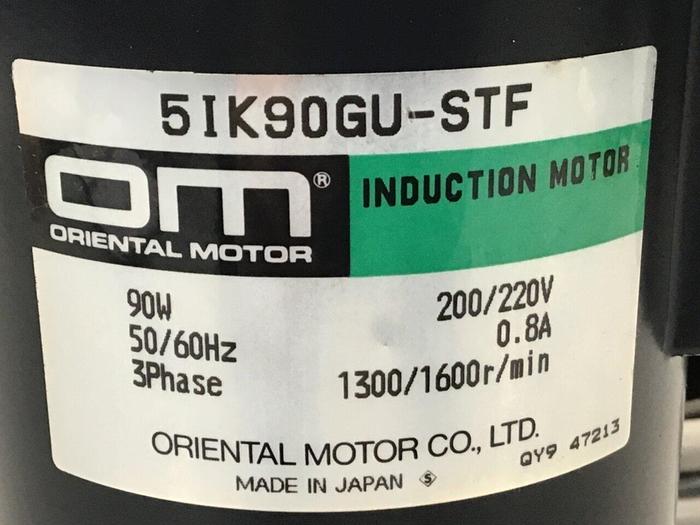 5IK90GU-STF
om®
ORIENTAL MOTOR
INDUCTION MOTOR
90W 200/220V
50/60Hz 0.8A
3Phase 1300/1600r/min
ORIENTAL MOTOR CO., LTD.
MADE IN JAPAN S QY9 47213